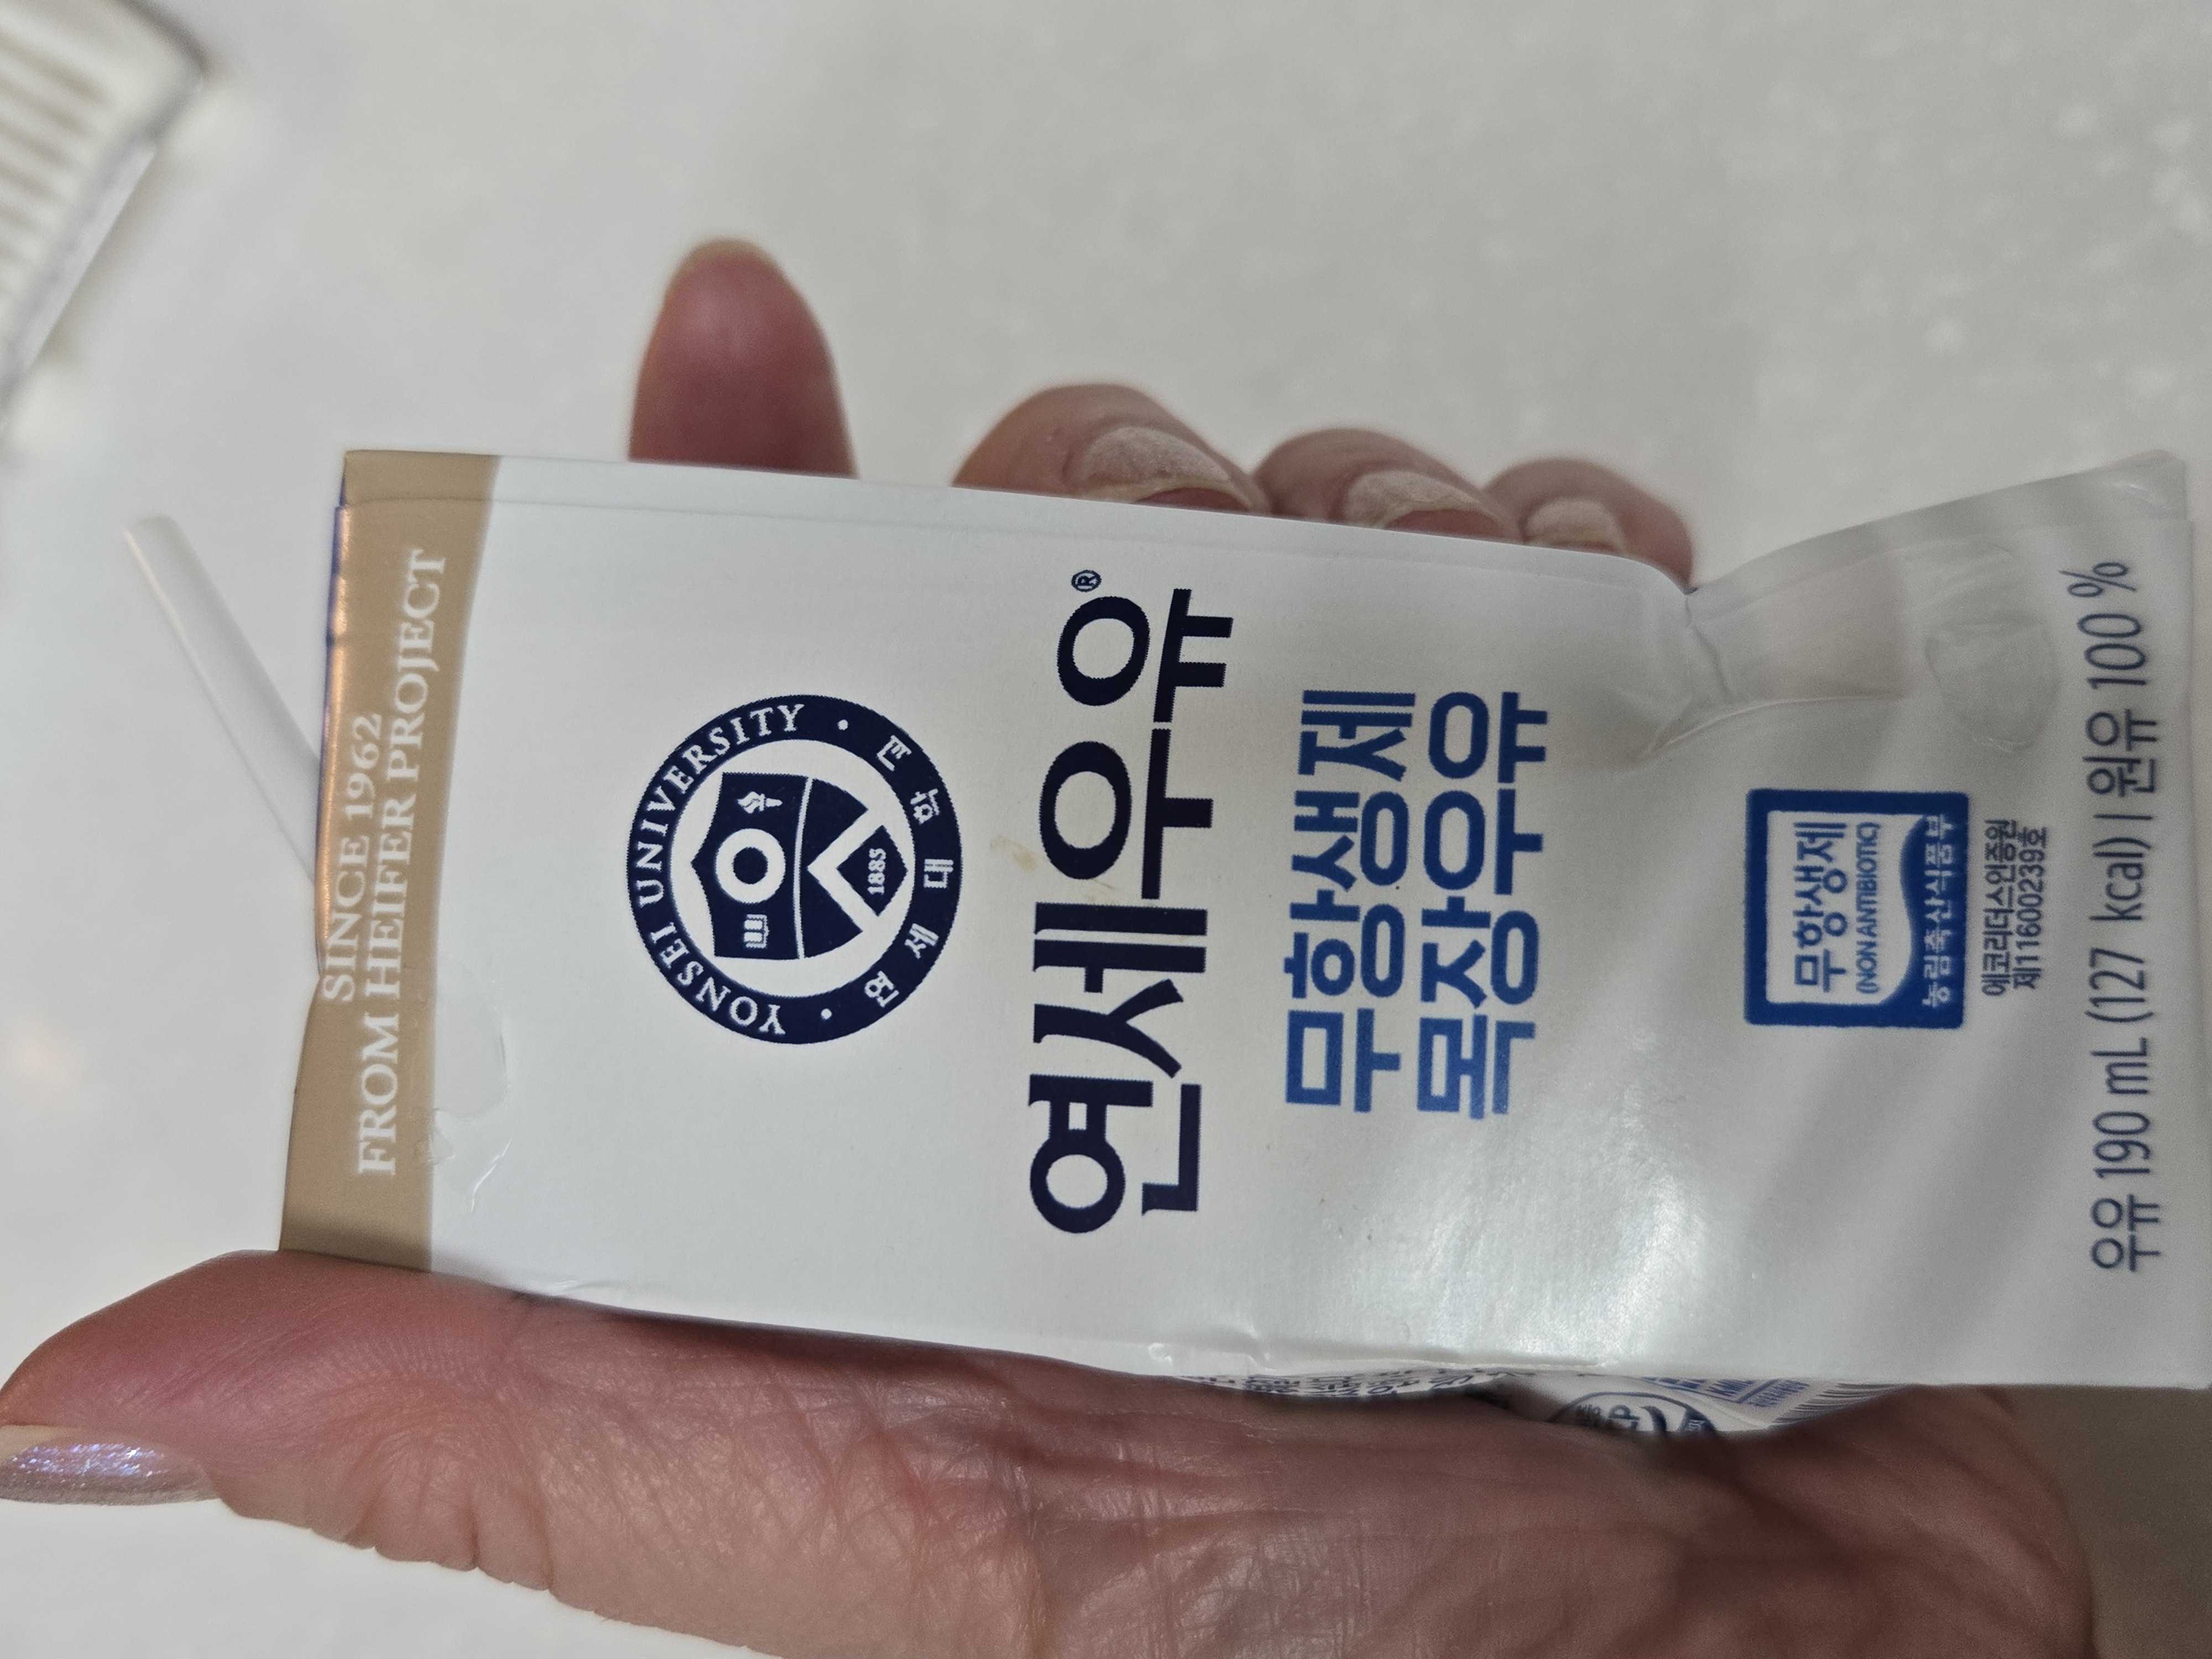 SINCE 1962
FROM HEIFER PROJECT
YONSEI UNIVERSITY
연세대학교
1885
연세우유®
무항생제
목장우유
무항생제
(NON ANTIBIOTIC)
농림축산식품부
에코리더스인증원
제11600239호
우유 190 mL (127 kcal) | 원유 100 %